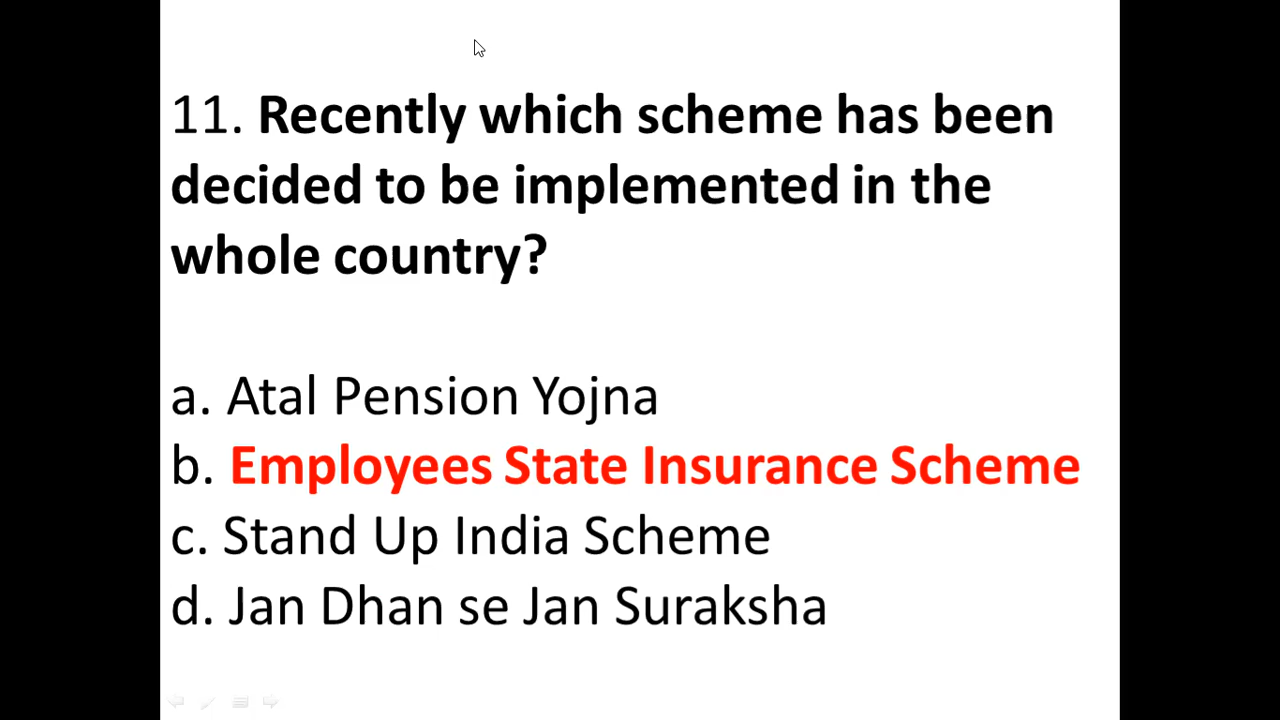 11. Recently which scheme has been
decided to be implemented in the
whole country?
a. Atal Pension Yojna
b. Employees State Insurance Scheme
c. Stand Up India Scheme
d. Jan Dhan se Jan Suraksha